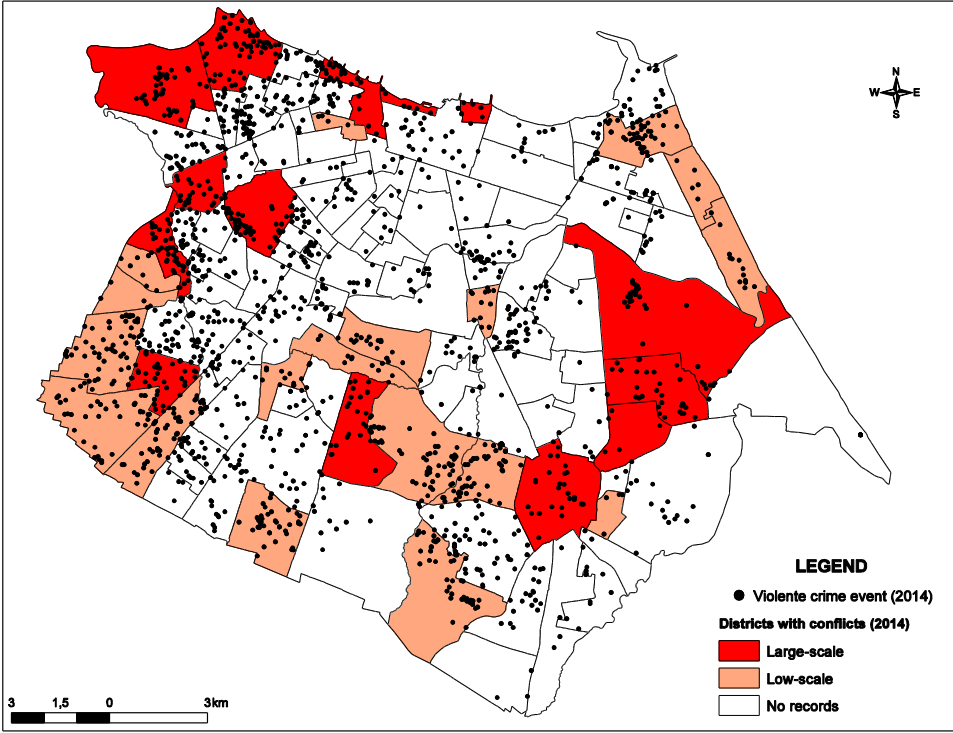 N
W E
S
LEGEND
Violente crime event (2014)
Districts with conflicts (2014)
Large-scale
Low-scale
No records
3 1,5 0 3km